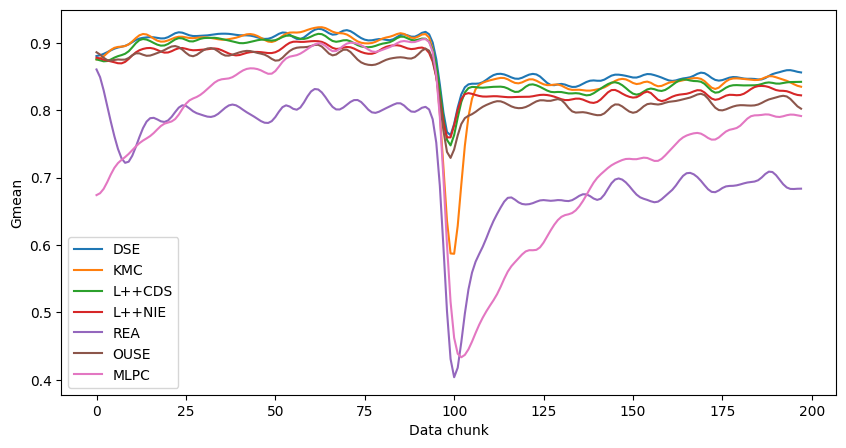 Gmean
0.9
0.8
0.7
0.6
0.5
0.4
DSE
KMC
L++CDS
L++NIE
REA
OUSE
MLPC
0 25 50 75 100 125 150 175 200
Data chunk